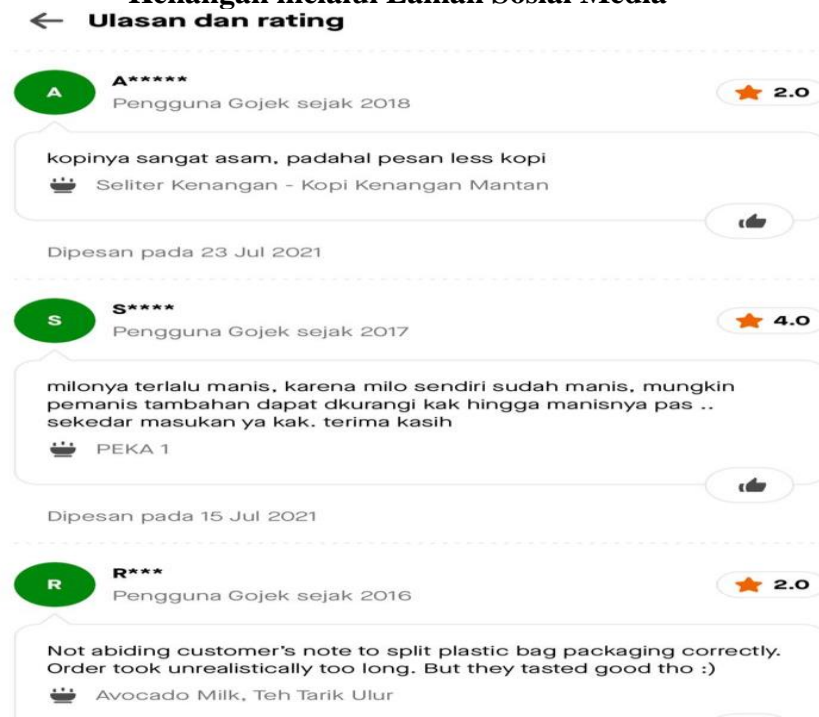 Kenangan melalui Laman Sosial Media
← Ulasan dan rating
A
A*****
Pengguna Gojek sejak 2018
2.0
kopinya sangat asam, padahal pesan less kopi
Seliter Kenangan - Kopi Kenangan Mantan
Dipesan pada 23 Jul 2021
S
S****
Pengguna Gojek sejak 2017
4.0
milonya terlalu manis, karena milo sendiri sudah manis, mungkin
pemanis tambahan dapat dkurangi kak hingga manisnya pas ..
sekedar masukan ya kak. terima kasih
PEKA 1
Dipesan pada 15 Jul 2021
R
R***
Pengguna Gojek sejak 2016
2.0
Not abiding customer's note to split plastic bag packaging correctly.
Order took unrealistically too long. But they tasted good tho :)
Avocado Milk, Teh Tarik Ulur